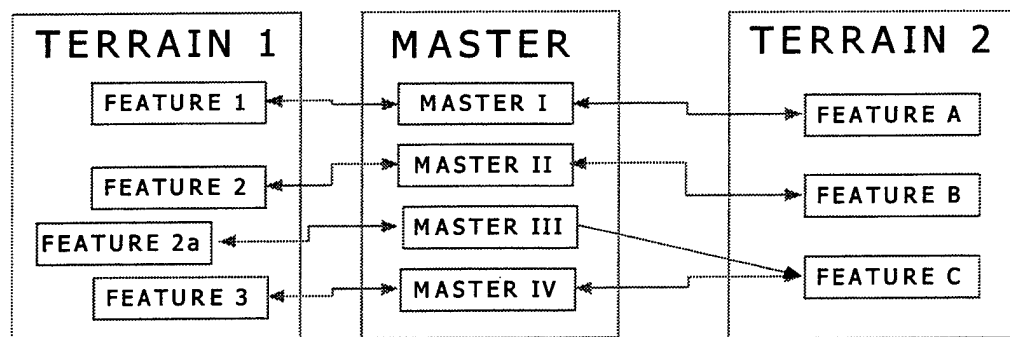 TERRAIN 1
FEATURE 1
FEATURE 2
FEATURE 2a
FEATURE 3
MASTER
MASTER I
MASTER II
MASTER III
MASTER IV
TERRAIN 2
FEATURE A
FEATURE B
FEATURE C